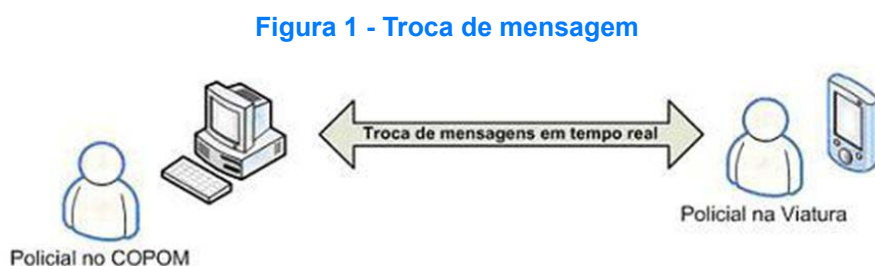 Figura 1 - Troca de mensagem
Troca de mensagens em tempo real
Policial na Viatura
Policial no COPOM